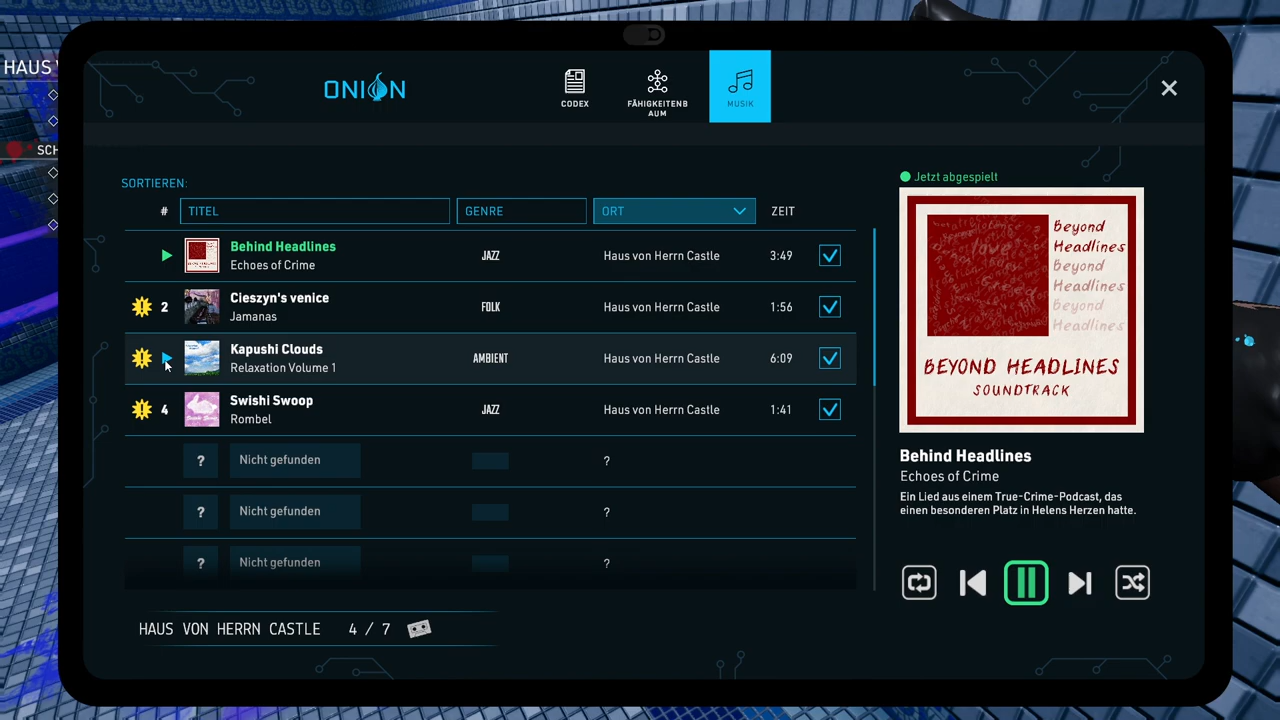 HAUS
SCH
ONION
CODEX
FÄHIGKEITENB
AUM
MUSIK
SORTIEREN:
# TITEL GENRE ORT ZEIT
Behind Headlines
Echoes of Crime
JAZZ Haus von Herrn Castle 3:49
2 Cieszyn's venice
Jamanas
FOLK Haus von Herrn Castle 1:56
Kapushi Clouds
Relaxation Volume 1
AMBIENT Haus von Herrn Castle 6:09
4 Swishi Swoop
Rombel
JAZZ Haus von Herrn Castle 1:41
? Nicht gefunden ?
? Nicht gefunden ?
? Nicht gefunden ?
HAUS VON HERRN CASTLE 4 / 7
Jetzt abgespielt
Beyond
Headlines
Beyond
Headlines
Beyond
Headlines
BEYOND HEADLINES
SOUNDTRACK
Behind Headlines
Echoes of Crime
Ein Lied aus einem True-Crime-Podcast, das
einen besonderen Platz in Helens Herzen hatte.